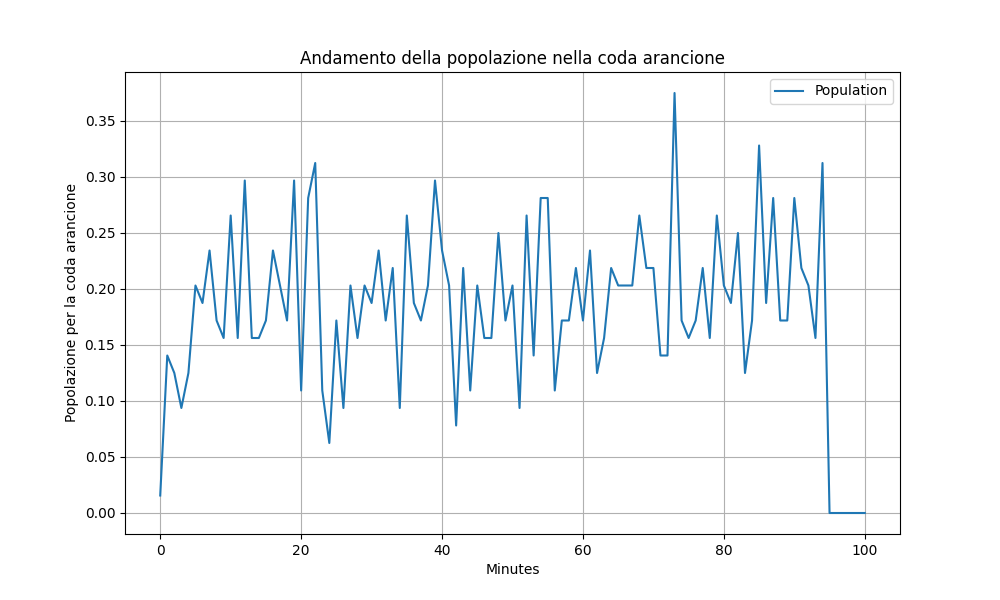 Andamento della popolazione nella coda arancione
Population
Popolazione per la coda arancione
0.35
0.30
0.25
0.20
0.15
0.10
0.05
0.00
0 20 40 60 80 100
Minutes